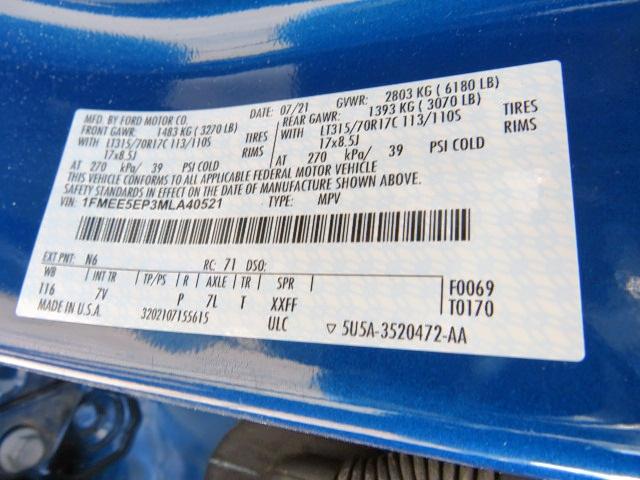 MFD. BY FORD MOTOR CO. DATE: 07/21 GVWR: 2803 KG ( 6180 LB)
FRONT GAWR: 1483 KG ( 3270 LB) REAR GAWR: 1393 KG ( 3070 LB)
WITH LT315/70R17C 113/110S TIRES WITH LT315/70R17C 113/110S TIRES
17x8.5J RIMS 17x8.5J RIMS
AT 270 kPa/ 39 PSI COLD AT 270 kPa/ 39 PSI COLD
THIS VEHICLE CONFORMS TO ALL APPLICABLE FEDERAL MOTOR VEHICLE
SAFETY STANDARDS IN EFFECT ON THE DATE OF MANUFACTURE SHOWN ABOVE.
VIN: 1FMEE5EP3MLA40521 TYPE: MPV
EXT PNT: N6 RC: 71 DSO:
WB INT TR TP/PS R AXLE TR SPR F0069
116 7V P 7L T XXFF T0170
MADE IN U.S.A. 3202107155615 ULC ▽ 5U5A-3520472-AA